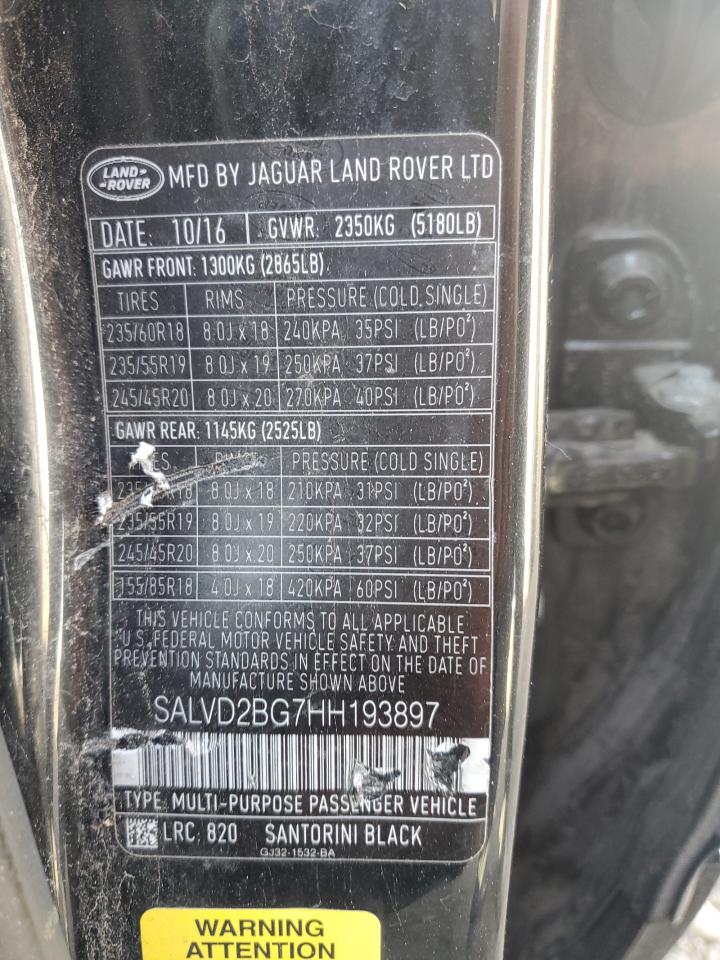 LAND-
-ROVER
MFD BY JAGUAR LAND ROVER LTD
DATE: 10/16 GVWR: 2350KG (5180LB)
GAWR FRONT: 1300KG (2865LB)
TIRES RIMS PRESSURE (COLD SINGLE)
235/60R18 8.0J x 18 240KPA 35PSI (LB/PO²)
235/55R19 8.0J x 19 250KPA 37PSI (LB/PO²)
245/45R20 8.0J x 20 270KPA 40PSI (LB/PO²)
GAWR REAR: 1145KG (2525LB)
PRESSURE (COLD SINGLE)
8.0J x 18 210KPA 31PSI (LB/PO²)
235/55R19 8.0J x 19 220KPA 32PSI (LB/PO²)
245/45R20 8.0J x 20 250KPA 37PSI (LB/PO²)
155/85R18 4.0J x 18 420KPA 60PSI (LB/PO²)
THIS VEHICLE CONFORMS TO ALL APPLICABLE
U.S. FEDERAL MOTOR VEHICLE SAFETY AND THEFT
PREVENTION STANDARDS IN EFFECT ON THE DATE OF
MANUFACTURE SHOWN ABOVE
SALVD2BG7HH193897
TYPE: MULTI-PURPOSE PASSENGER VEHICLE
LRC: 820 SANTORINI BLACK
GJ32-1532-BA
WARNING
ATTENTION